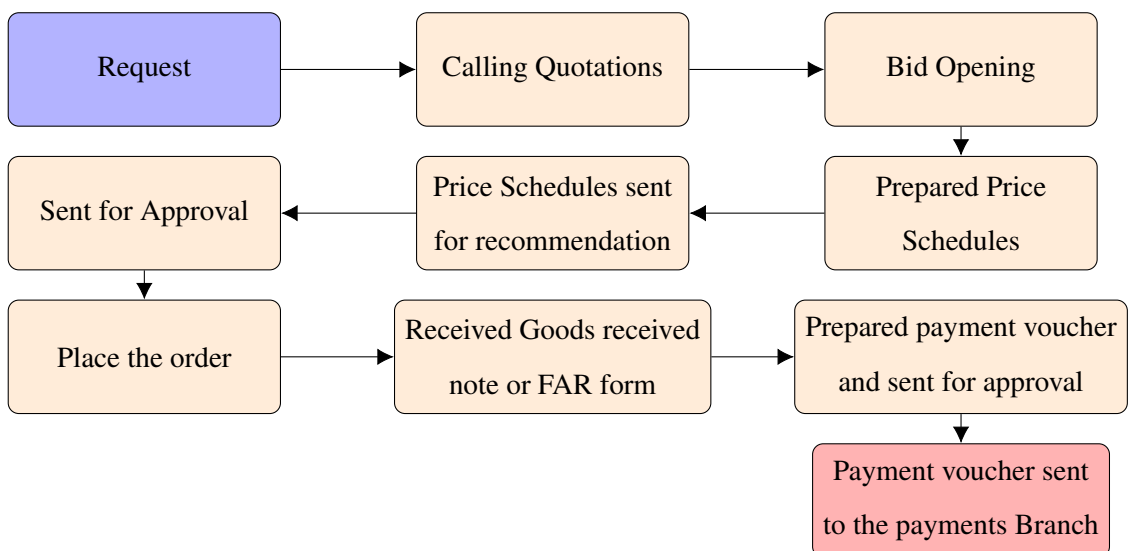 Request
Calling Quotations
Bid Opening
Prepared Price
Schedules
Price Schedules sent
for recommendation
Sent for Approval
Place the order
Received Goods received
note or FAR form
Prepared payment voucher
and sent for approval
Payment voucher sent
to the payments Branch